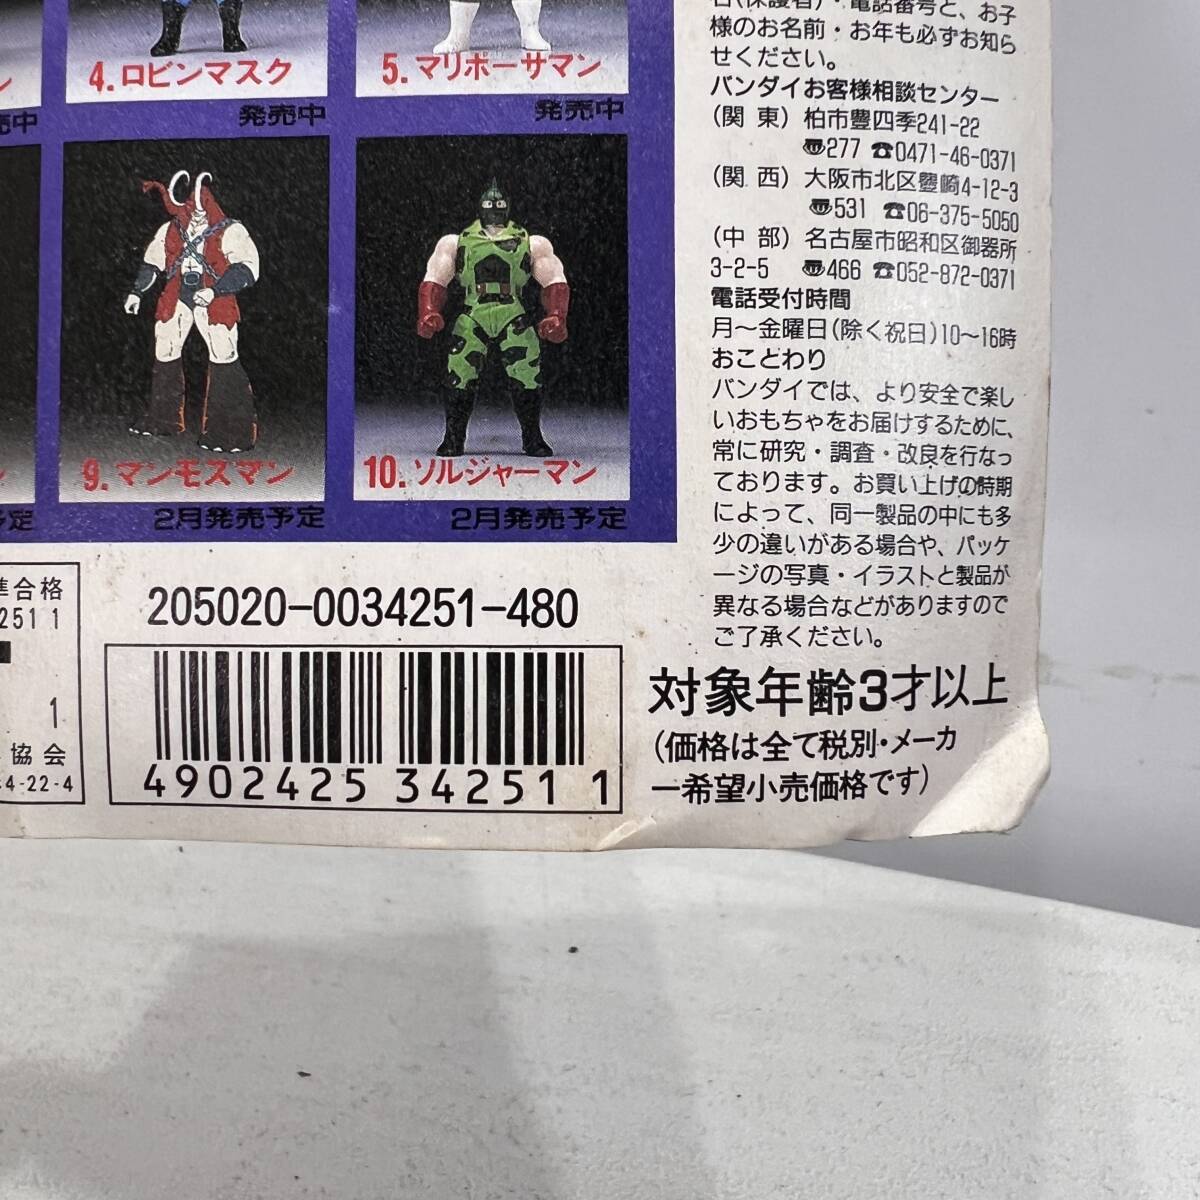 4.ロビンマスク
5.マリポーサマン
発売中
発売中
9.マンモスマン
10.ソルジャーマン
2月発売予定
2月発売予定
205020-0034251-480
4902425 34251 1
準合格
251 1
1
協会
4-22-4
様のお名前・お年も必ずお知ら
せください。
バンダイお客様相談センター
(関 東) 柏市豊四季241-22
〠277 ☎0471-46-0371
(関 西) 大阪市北区豊崎4-12-3
〠531 ☎06-375-5050
(中 部) 名古屋市昭和区御器所
3-2-5 〠466 ☎052-872-0371
電話受付時間
月〜金曜日(除く祝日)10〜16時
おことわり
バンダイでは、より安全で楽し
いおもちゃをお届けするために、
常に研究・調査・改良を行なっ
ております。お買い上げの時期
によって、同一製品の中にも多
少の違いがある場合や、パッケ
ージの写真・イラストと製品が
異なる場合などがありますので
ご了承ください。
対象年齢3才以上
(価格は全て税別・メーカ
ー希望小売価格です)